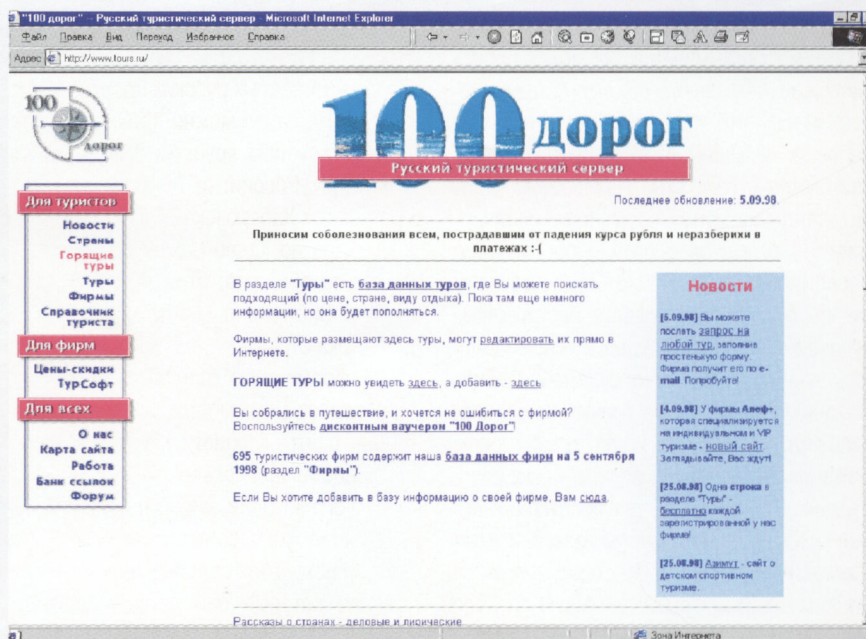 "100 дорог" – Русский туристический сервер - Microsoft Internet Explorer
Файл Правка Вид Переход Избранное Справка
Адрес http://www.tours.ru/
100
дорог
100 дорог
Русский туристический сервер
Последнее обновление: 5.09.98.
Для туристов
Новости
Страны
Горящие
туры
Туры
Фирмы
Справочник
туриста
Для фирм
Цены-скидки
ТурСофт
Для всех
О нас
Карта сайта
Работа
Банк ссылок
Форум
Приносим соболезнования всем, пострадавшим от падения курса рубля и неразберихи в
платежах :-(
В разделе "Туры" есть база данных туров, где Вы можете поискать
подходящий (по цене, стране, виду отдыха). Пока там еще немного
информации, но она будет пополняться.
Фирмы, которые размещают здесь туры, могут редактировать их прямо в
Интернете.
ГОРЯЩИЕ ТУРЫ можно увидеть здесь, а добавить - здесь
Вы собрались в путешествие, и хочется не ошибиться с фирмой?
Воспользуйтесь дисконтным ваучером "100 Дорог"!
695 туристических фирм содержит наша база данных фирм на 5 сентября
1998 (раздел "Фирмы").
Если Вы хотите добавить в базу информацию о своей фирме, Вам сюда.
Рассказы о странах - деловые и лирические
Новости
[5.09.98] Вы можете
послать запрос на
любой тур, заполнив
простенькую форму.
Фирма получит его по e-
mail. Попробуйте!
[4.09.98] У фирмы Алеф+,
которая специализируется
на индивидуальном и VIP
туризме - новый сайт
Заглядывайте, Вас ждут!
[25.08.98] Одна строка в
разделе "Туры" -
бесплатно каждой
зарегистрированной у нас
фирме!
[25.08.98] Азимут - сайт о
детском спортивном
туризме.
Зона Интернета